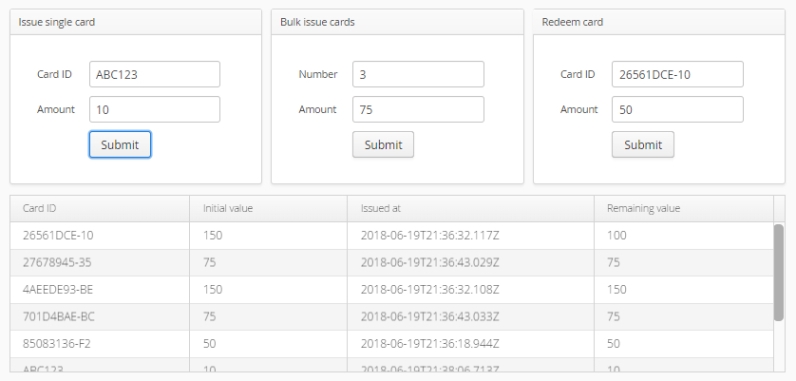 Issue single card
Card ID ABC123
Amount 10
Submit
Bulk issue cards
Number 3
Amount 75
Submit
Redeem card
Card ID 26561DCE-10
Amount 50
Submit
Card ID Initial value Issued at Remaining value
26561DCE-10 150 2018-06-19T21:36:32.117Z 100
27678945-35 75 2018-06-19T21:36:43.029Z 75
4AEEDE93-BE 150 2018-06-19T21:36:32.108Z 150
701D4BAE-BC 75 2018-06-19T21:36:43.033Z 75
85083136-F2 50 2018-06-19T21:36:18.944Z 50
ABC123 10 2018-06-19T21:38:06.713Z 10